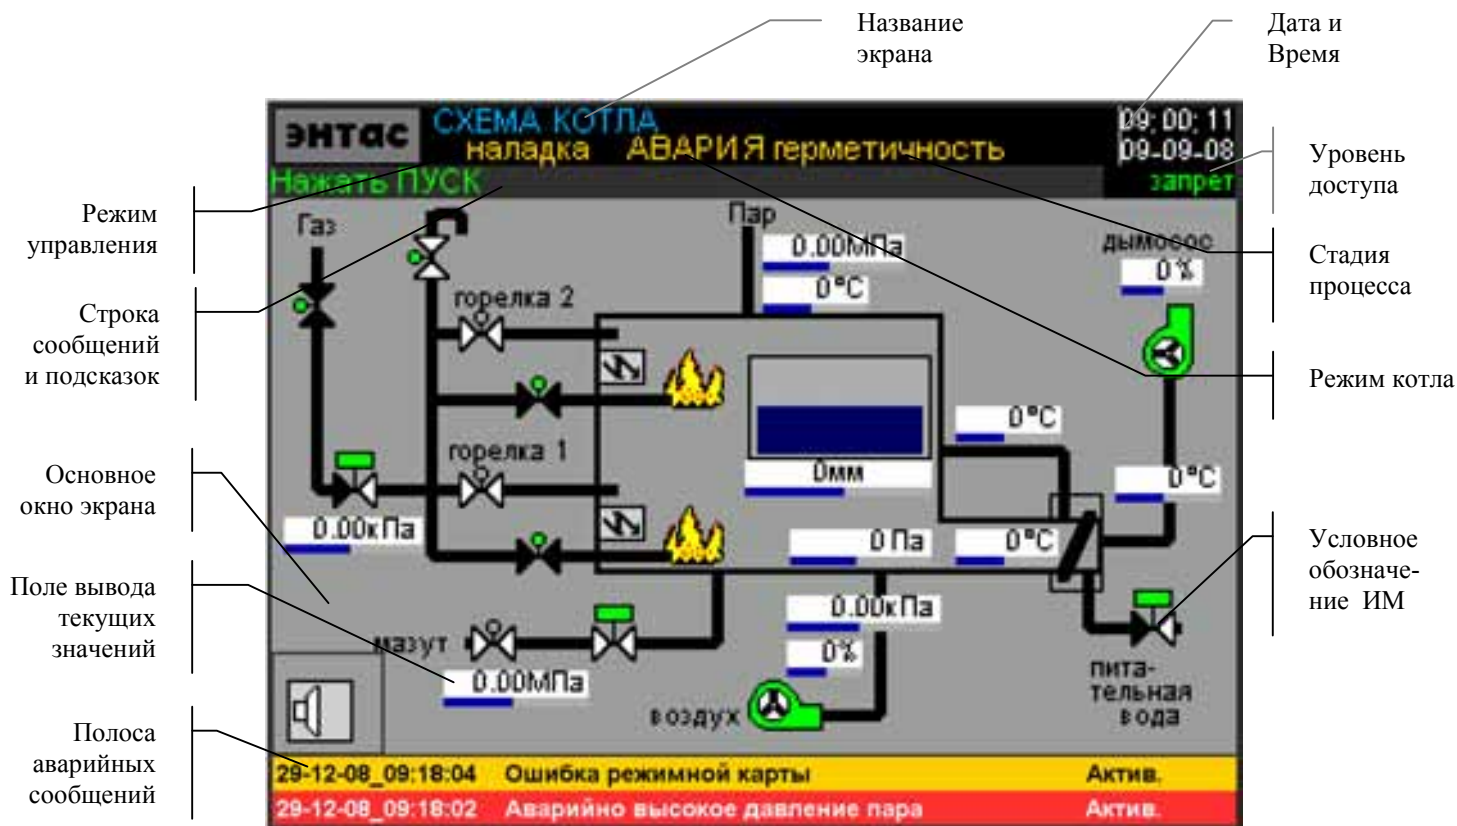 Название
экрана
Дата и
Время
энтас
СХЕМА КОТЛА
09:00:11
наладка АВАРИЯ герметичность
09-09-08
Нажать ПУСК
запрет
Уровень
доступа
Режим
управления
Газ
Пар
0.00МПа
дымосос
0%
Стадия
процесса
0°C
горелка 2
Строка
сообщений
и подсказок
Режим котла
0°C
горелка 1
0мм
0°C
Основное
окно экрана
0.00кПа
0 Па
0°C
Условное
обозначе-
ние ИМ
Поле вывода
текущих
значений
0.00кПа
мазут
0%
0.00МПа
пита-
тельная
вода
воздух
Полоса
аварийных
сообщений
29-12-08_09:18:04 Ошибка режимной карты Актив.
29-12-08_09:18:02 Аварийно высокое давление пара Актив.